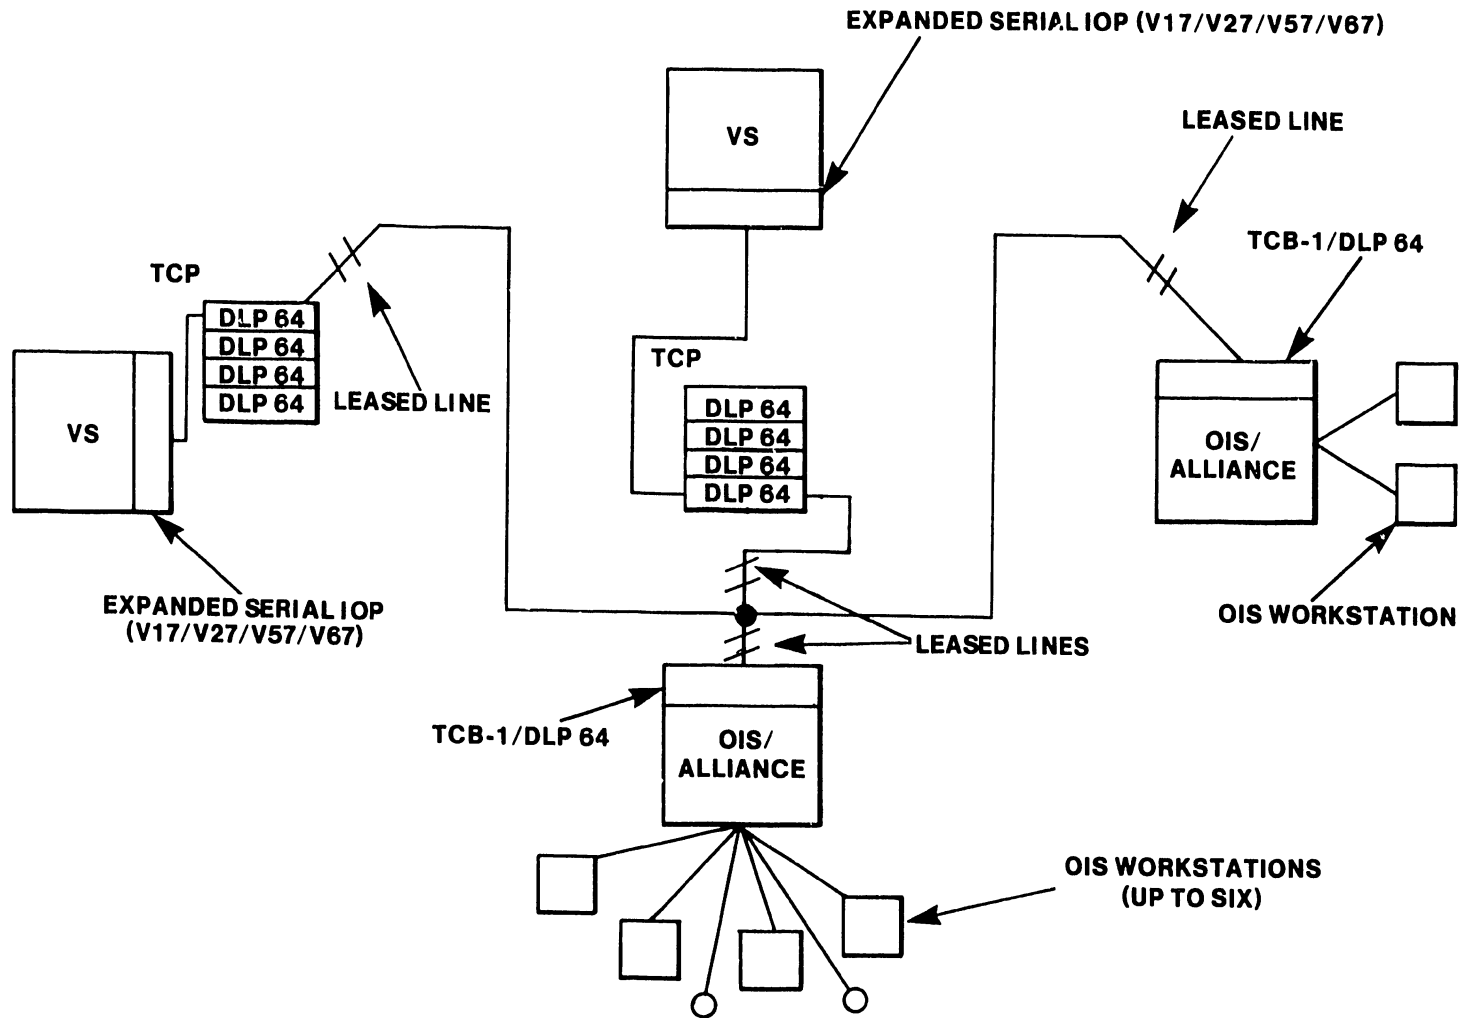 EXPANDED SERIAL IOP (V17/V27/V57/V67)
VS
LEASED LINE
TCB-1/DLP 64
TCP
DLP 64
DLP 64
DLP 64
DLP 64
LEASED LINE
VS
TCP
DLP 64
DLP 64
DLP 64
DLP 64
OIS/
ALLIANCE
EXPANDED SERIAL IOP
(V17/V27/V57/V67)
OIS WORKSTATION
LEASED LINES
TCB-1/DLP 64
OIS/
ALLIANCE
OIS WORKSTATIONS
(UP TO SIX)